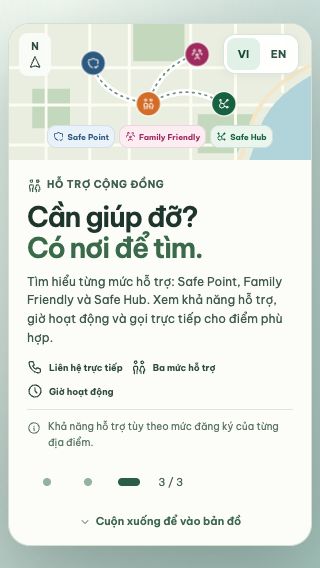 N
VI EN
Safe Point Family Friendly Safe Hub
HỖ TRỢ CỘNG ĐỒNG
Cần giúp đỡ?
Có nơi để tìm.
Tìm hiểu từng mức hỗ trợ: Safe Point, Family
Friendly và Safe Hub. Xem khả năng hỗ trợ,
giờ hoạt động và gọi trực tiếp cho điểm phù
hợp.
Liên hệ trực tiếp Ba mức hỗ trợ
Giờ hoạt động
Khả năng hỗ trợ tùy theo mức đăng ký của từng
địa điểm.
3 / 3
Cuộn xuống để vào bản đồ